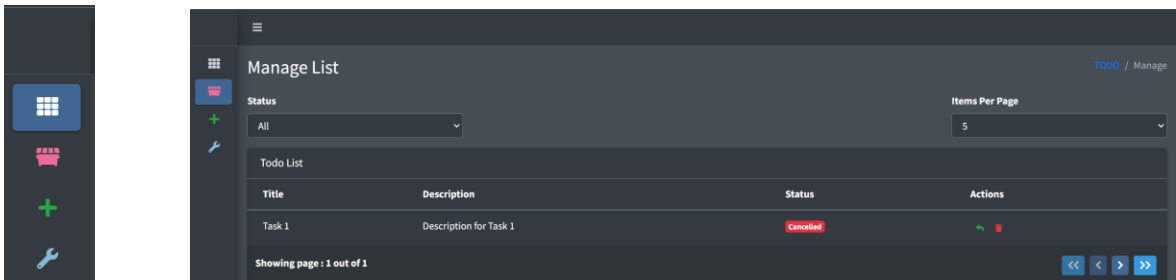 Manage List
TODO / Manage
Status
Items Per Page
All
5
Todo List
Title Description Status Actions
Task 1 Description for Task 1 Cancelled
Showing page : 1 out of 1